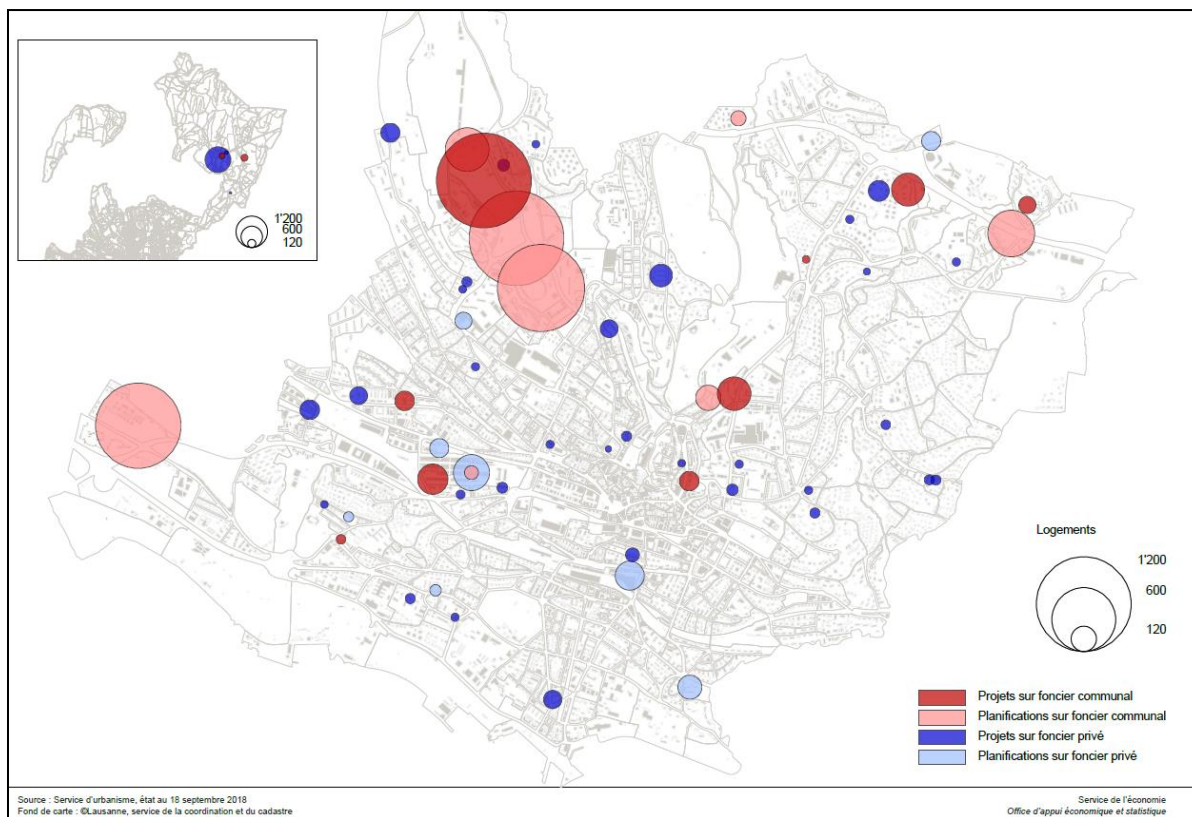 1'200
600
120
Logements
1'200
600
120
Projets sur foncier communal
Planifications sur foncier communal
Projets sur foncier privé
Planifications sur foncier privé
Source : Service d'urbanisme, état au 18 septembre 2018
Fond de carte : ©Lausanne, service de la coordination et du cadastre
Service de l'économie
Office d'appui économique et statistique